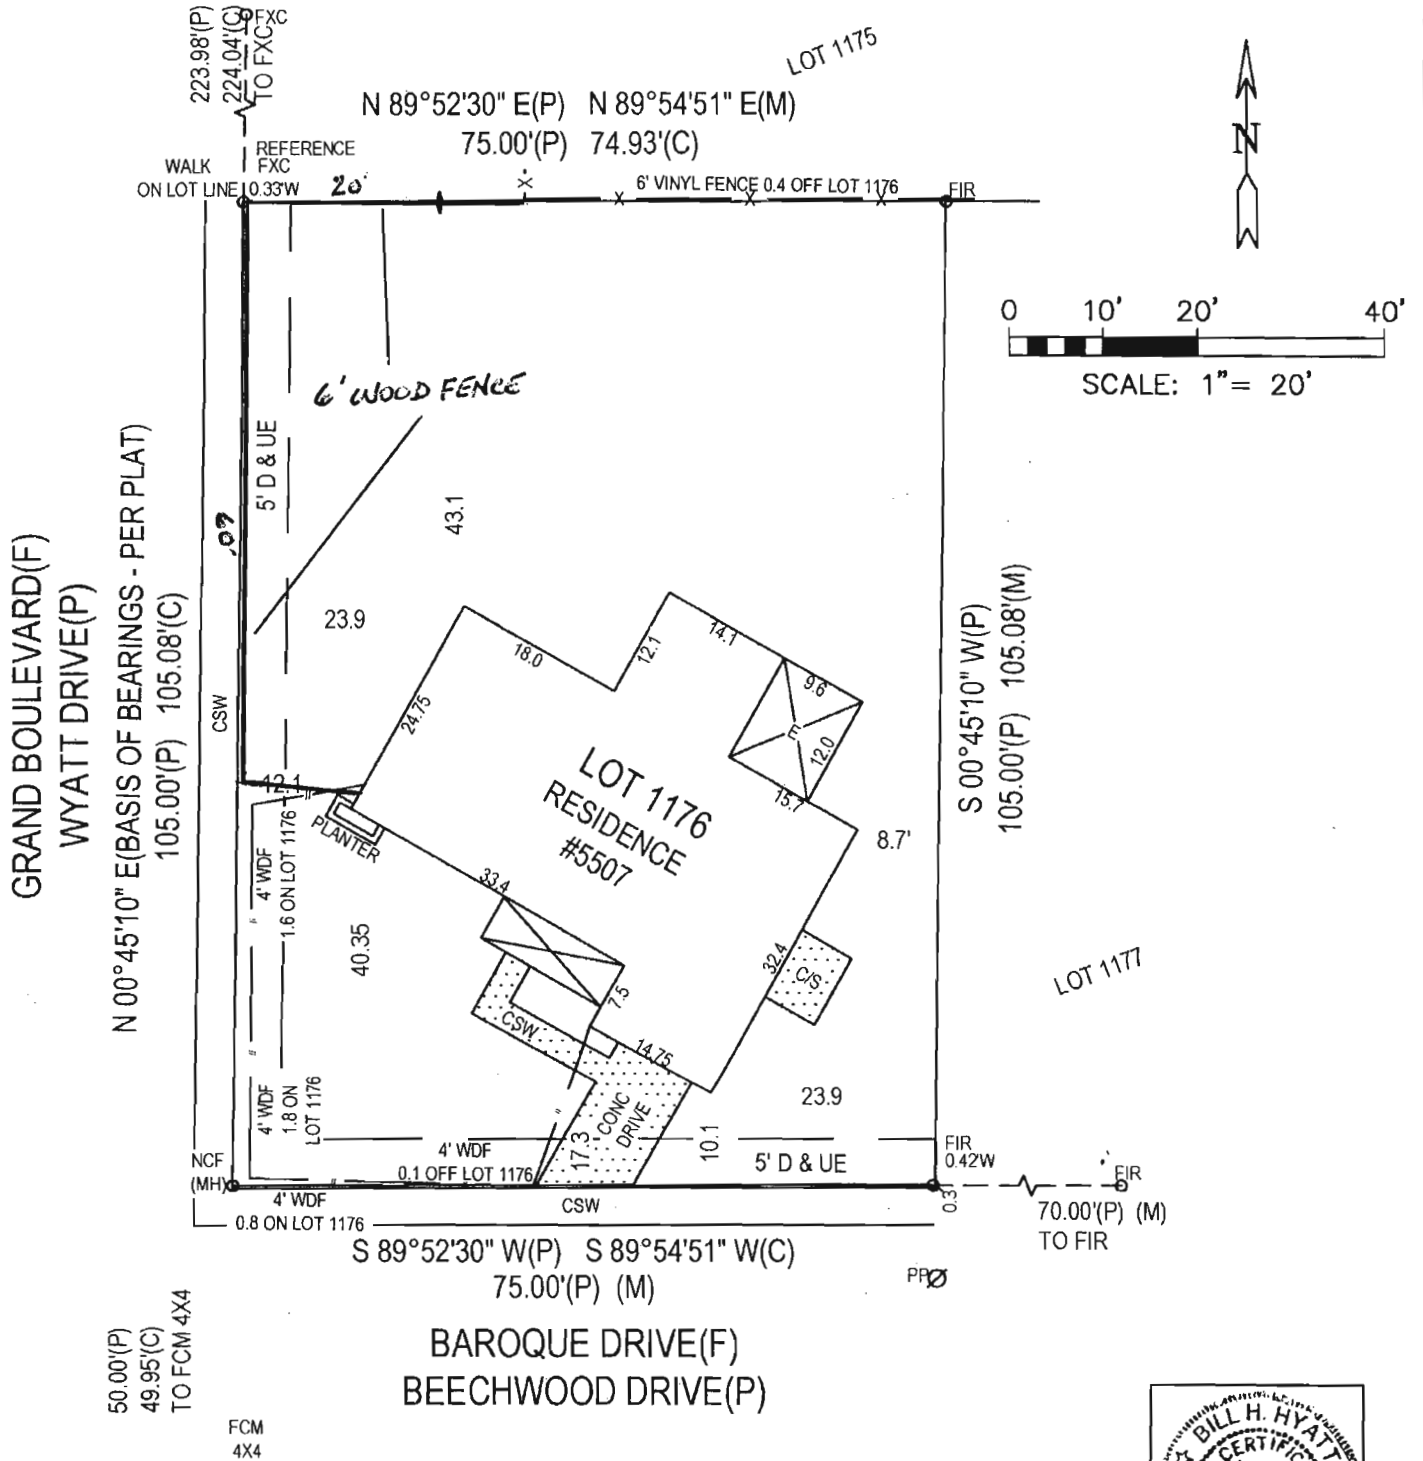 223.98'(P)
224.04'(C)
TO FXC
FXC
LOT 1175
N 89°52'30" E(P) N 89°54'51" E(M)
75.00'(P) 74.93'(C)
REFERENCE
FXC
WALK
ON LOT LINE
0.33'W
20'
6' VINYL FENCE 0.4 OFF LOT 1176
FIR
N
0 10' 20' 40'
SCALE: 1"= 20'
6' WOOD FENCE
5' D & UE
60'
43.1
23.9
GRAND BOULEVARD(F)
WYATT DRIVE(P)
N 00°45'10" E(BASIS OF BEARINGS - PER PLAT)
105.00'(P) 105.08'(C)
CSW
18.0
12.1
14.1
9.6
24.75
E
12.0
15.7
S 00°45'10" W(P)
105.00'(P) 105.08'(M)
LOT 1176
RESIDENCE
#5507
8.7'
12.1
PLANTER
4' WDF
1.6 ON LOT 1176
33.4
40.35
32.4
C/S
LOT 1177
7.5
CSW
14.75
CONC
DRIVE
23.9
4' WDF
1.8 ON
LOT 1176
17.3
10.1
4' WDF
0.1 OFF LOT 1176
5' D & UE
FIR
0.42'W
NCF
(MH)
4' WDF
0.8 ON LOT 1176
CSW
0.3
FIR
70.00'(P) (M)
TO FIR
S 89°52'30" W(P) S 89°54'51" W(C)
75.00'(P) (M)
PP
50.00'(P)
49.95'(C)
TO FCM 4X4
BAROQUE DRIVE(F)
BEECHWOOD DRIVE(P)
FCM
4X4
BILL H. HYATT